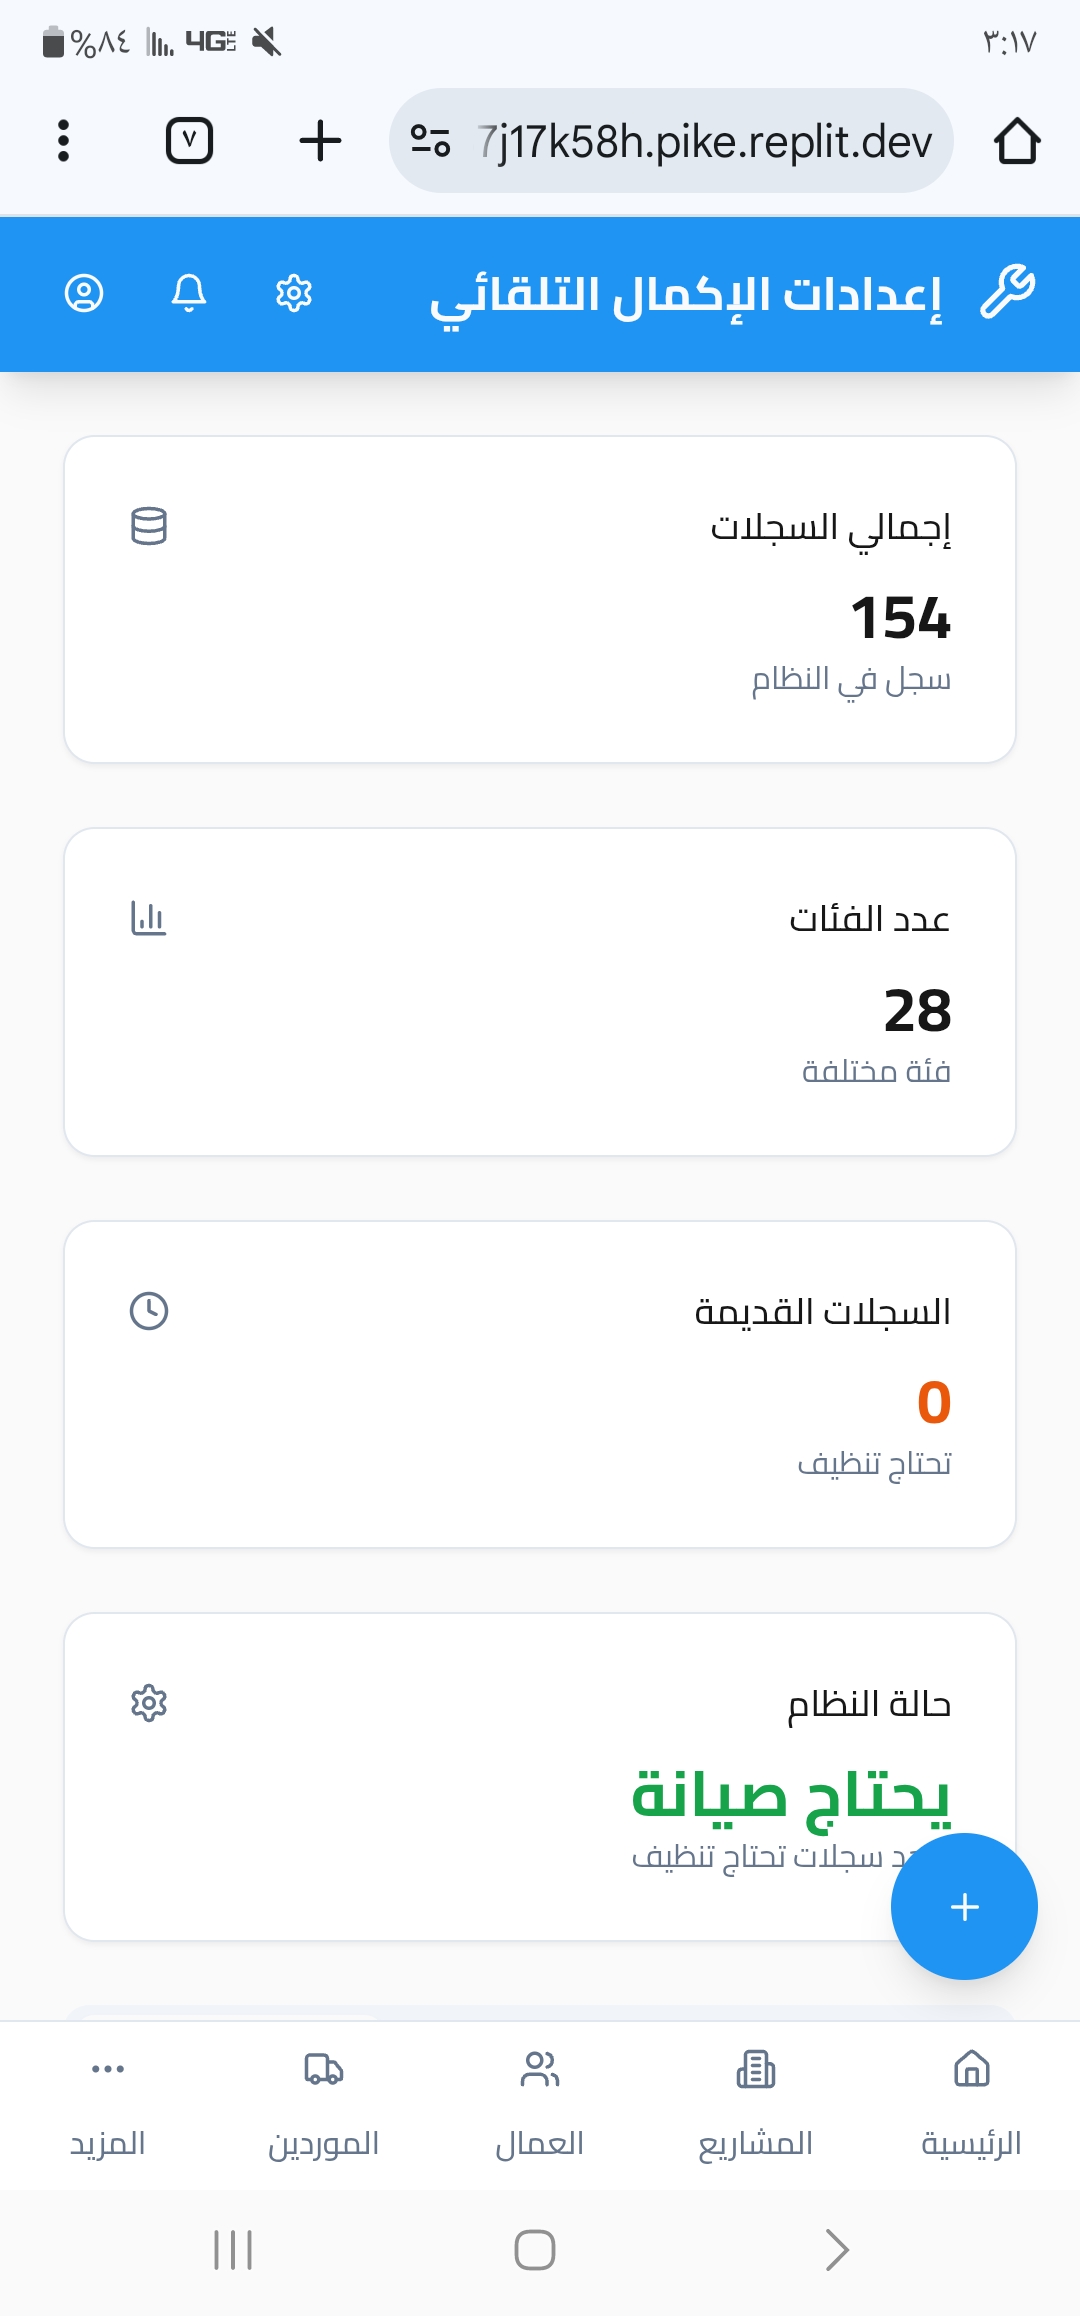 %٨٤ 4G LTE ٣:١٧
٧ 7j17k58h.pike.replit.dev
إعدادات الإكمال التلقائي
إجمالي السجلات
154
سجل في النظام
عدد الفئات
28
فئة مختلفة
السجلات القديمة
0
تحتاج تنظيف
حالة النظام
يحتاج صيانة
سجلات تحتاج تنظيف
الرئيسية
المشاريع
العمال
الموردين
المزيد